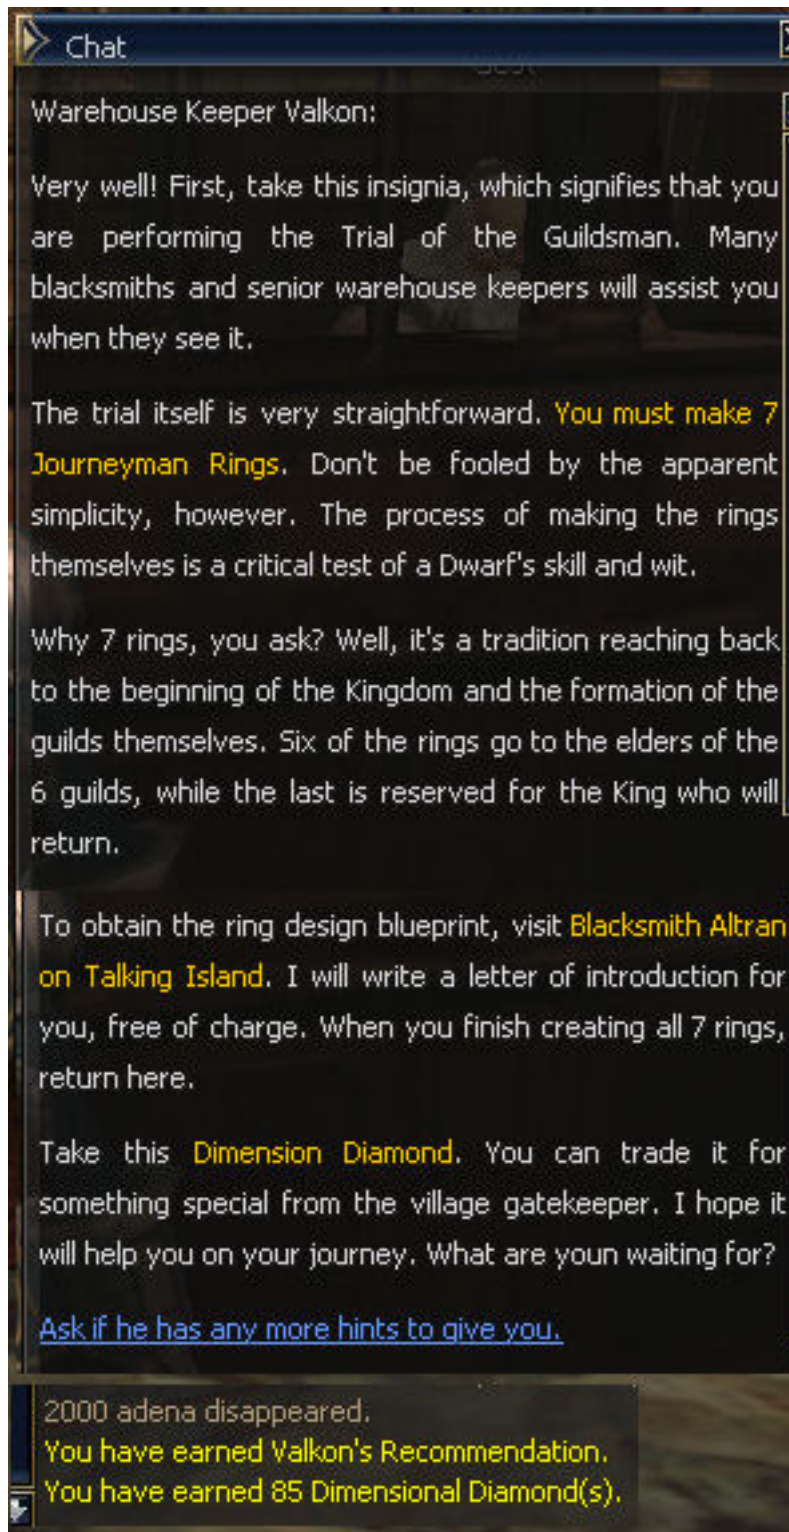 Chat
Warehouse Keeper Valkon:
Very well! First, take this insignia, which signifies that you
are performing the Trial of the Guildsman. Many
blacksmiths and senior warehouse keepers will assist you
when they see it.
The trial itself is very straightforward. You must make 7
Journeyman Rings. Don't be fooled by the apparent
simplicity, however. The process of making the rings
themselves is a critical test of a Dwarf's skill and wit.
Why 7 rings, you ask? Well, it's a tradition reaching back
to the beginning of the Kingdom and the formation of the
guilds themselves. Six of the rings go to the elders of the
6 guilds, while the last is reserved for the King who will
return.
To obtain the ring design blueprint, visit Blacksmith Altran
on Talking Island. I will write a letter of introduction for
you, free of charge. When you finish creating all 7 rings,
return here.
Take this Dimension Diamond. You can trade it for
something special from the village gatekeeper. I hope it
will help you on your journey. What are youn waiting for?
Ask if he has any more hints to give you.
2000 adena disappeared.
You have earned Valkon's Recommendation.
You have earned 85 Dimensional Diamond(s).